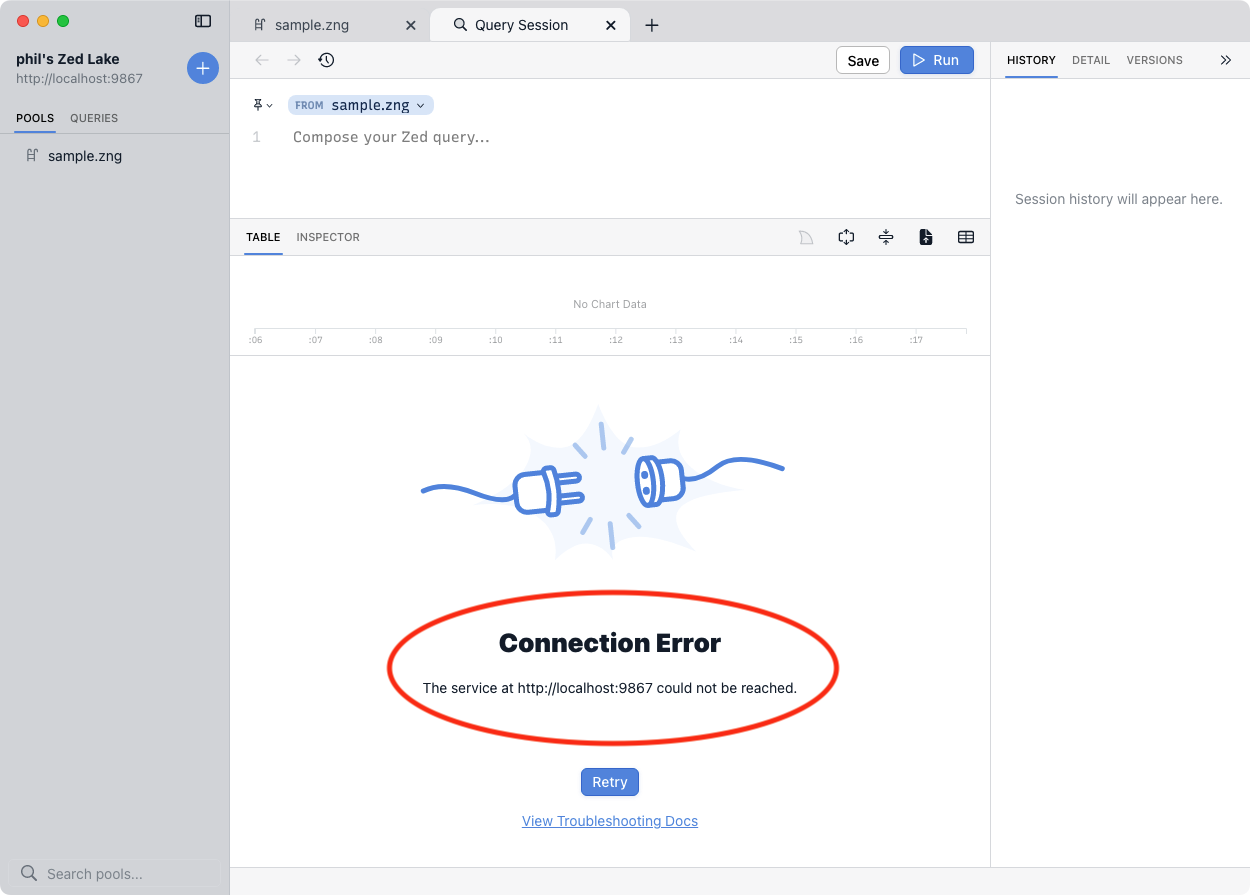 phil's Zed Lake
http://localhost:9867
POOLS QUERIES
sample.zng
Search pools...
sample.zng
Query Session
Save
Run
FROM sample.zng
1 Compose your Zed query...
TABLE INSPECTOR
No Chart Data
:06 :07 :08 :09 :10 :11 :12 :13 :14 :15 :16 :17
Connection Error
The service at http://localhost:9867 could not be reached.
Retry
View Troubleshooting Docs
HISTORY DETAIL VERSIONS
Session history will appear here.